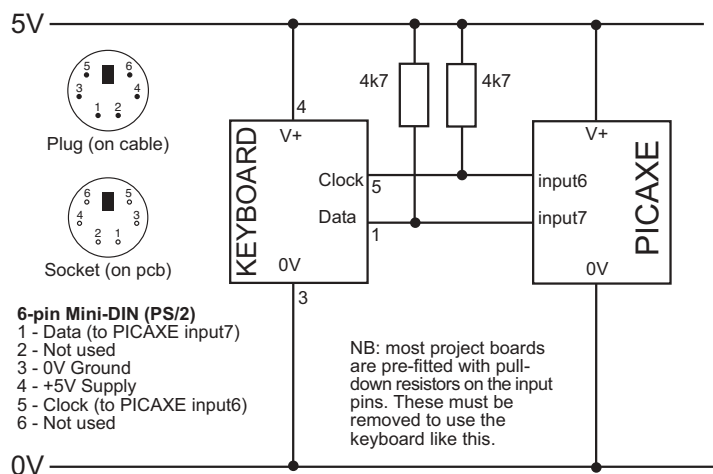 5V
5 6
3 4
1 2
Plug (on cable)
6 5
4 3
2 1
Socket (on pcb)
6-pin Mini-DIN (PS/2)
1 - Data (to PICAXE input7)
2 - Not used
3 - 0V Ground
4 - +5V Supply
5 - Clock (to PICAXE input6)
6 - Not used
0V
4
V+
KEYBOARD
Clock
5
Data
1
0V
3
4k7
4k7
V+
input6
input7
PICAXE
0V
NB: most project boards
are pre-fitted with pull-
down resistors on the input
pins. These must be
removed to use the
keyboard like this.